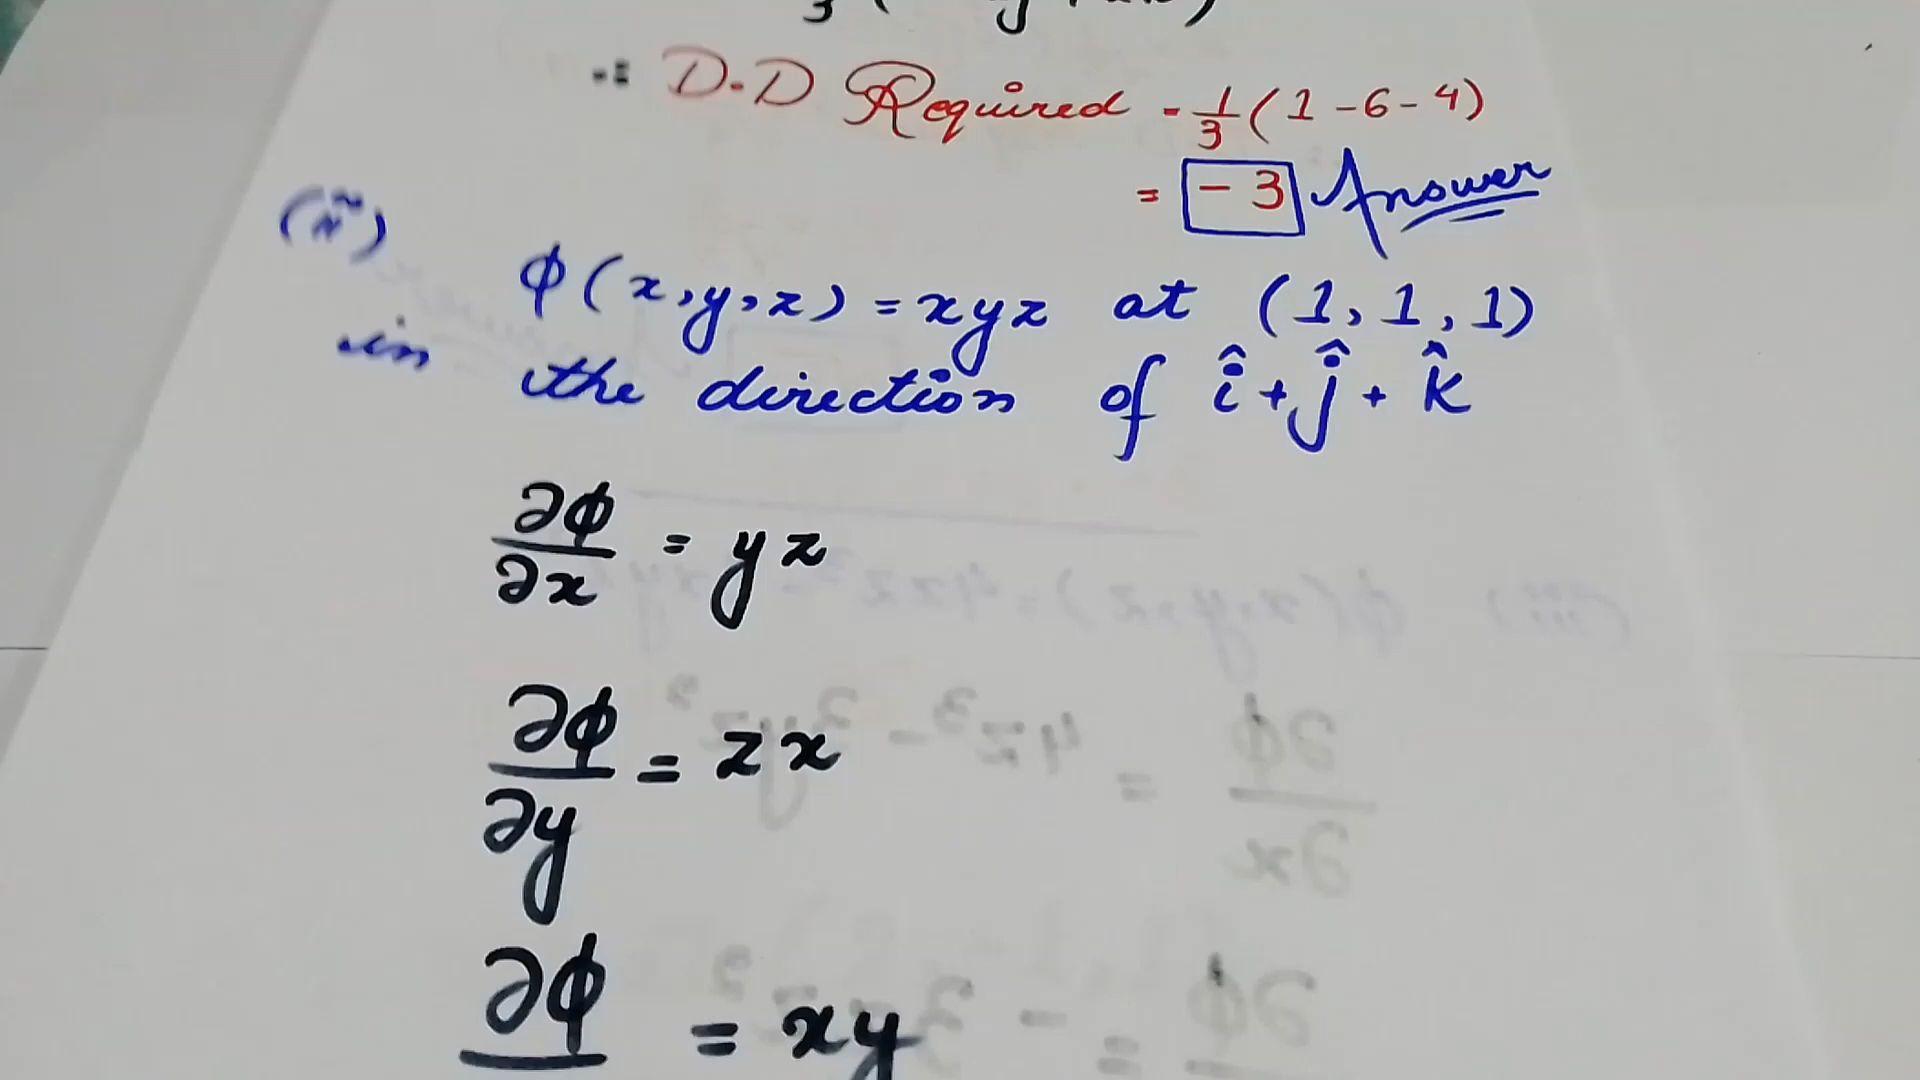 ∴ D.D Required = 1/3 (1 - 6 - 4)
= -3 Answer
(ii)
φ(x,y,z) = xyz at (1,1,1)
in the direction of î + ĵ + k̂
∂φ/∂x = yz
∂φ/∂y = zx
∂φ = xy